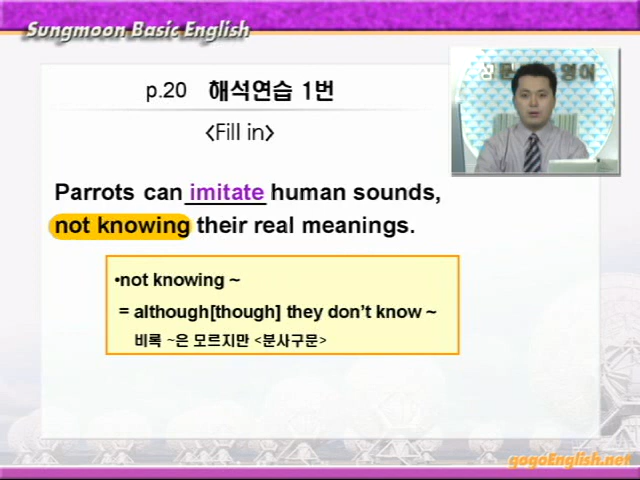 Sungmoon Basic English
p.20 해석연습 1번
<Fill in>
Parrots can imitate human sounds,
not knowing their real meanings.
•not knowing ~
= although[though] they don't know ~
비록 ~은 모르지만 <분사구문>
gogoEnglish.net